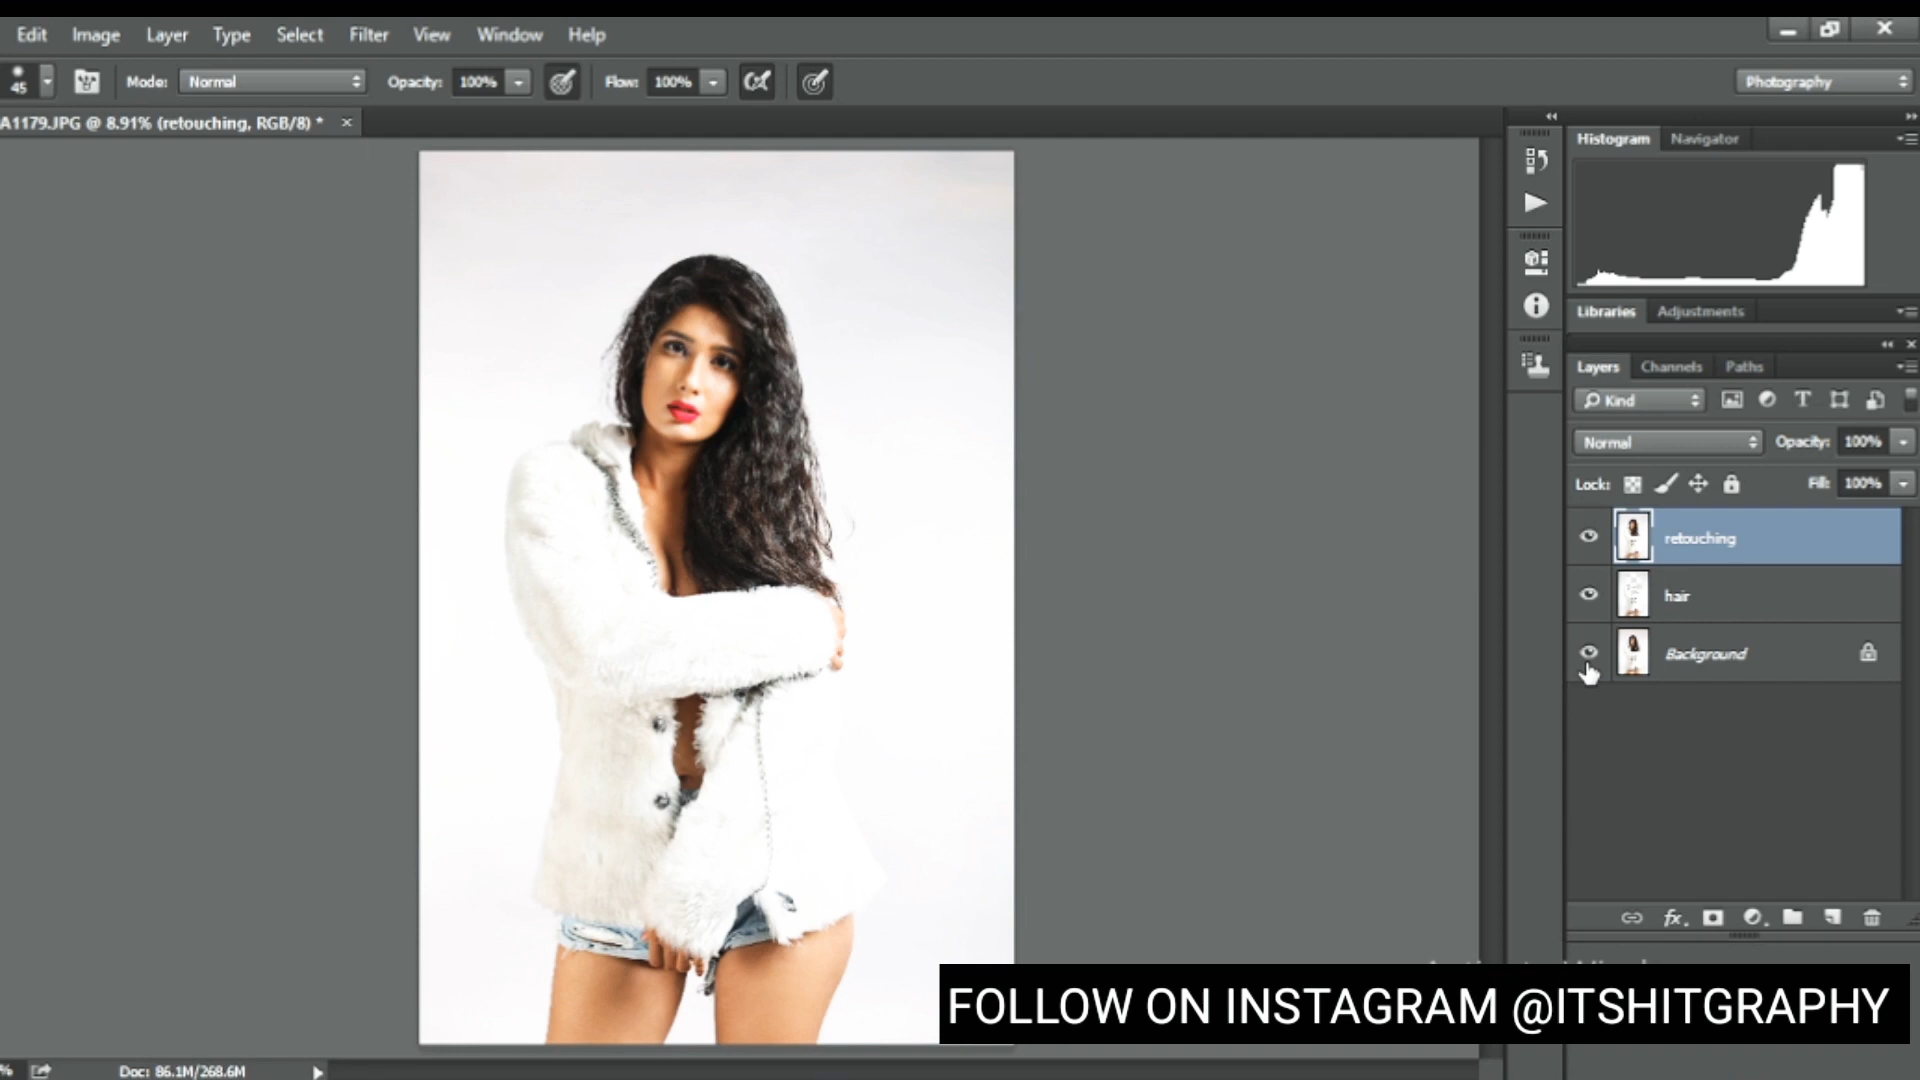 Edit Image Layer Type Select Filter View Window Help
45 Mode: Normal Opacity: 100% Flow: 100% Photography
A1179.JPG @ 8.91% (retouching, RGB/8) *
Histogram Navigator
Libraries Adjustments
Layers Channels Paths
Kind
Normal Opacity: 100%
Lock: Fill: 100%
retouching
hair
Background
fx
FOLLOW ON INSTAGRAM @ITSHITGRAPHY
% Doc: 86.1M/268.6M